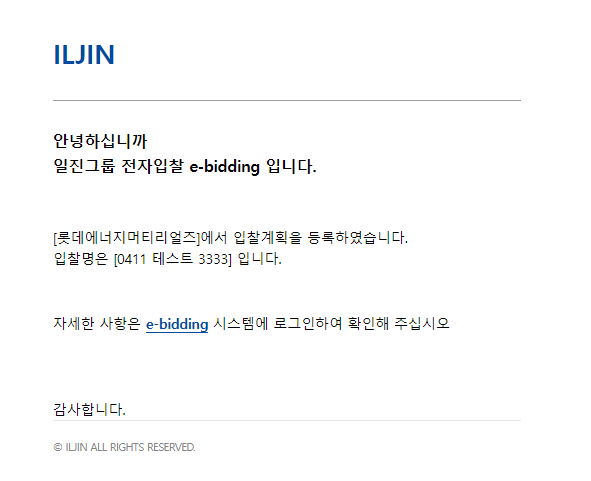 ILJIN
안녕하십니까
일진그룹 전자입찰 e-bidding 입니다.
[롯데에너지머티리얼즈]에서 입찰계획을 등록하였습니다.
입찰명은 [0411 테스트 3333] 입니다.
자세한 사항은 e-bidding 시스템에 로그인하여 확인해 주십시오
감사합니다.
© ILJIN ALL RIGHTS RESERVED.